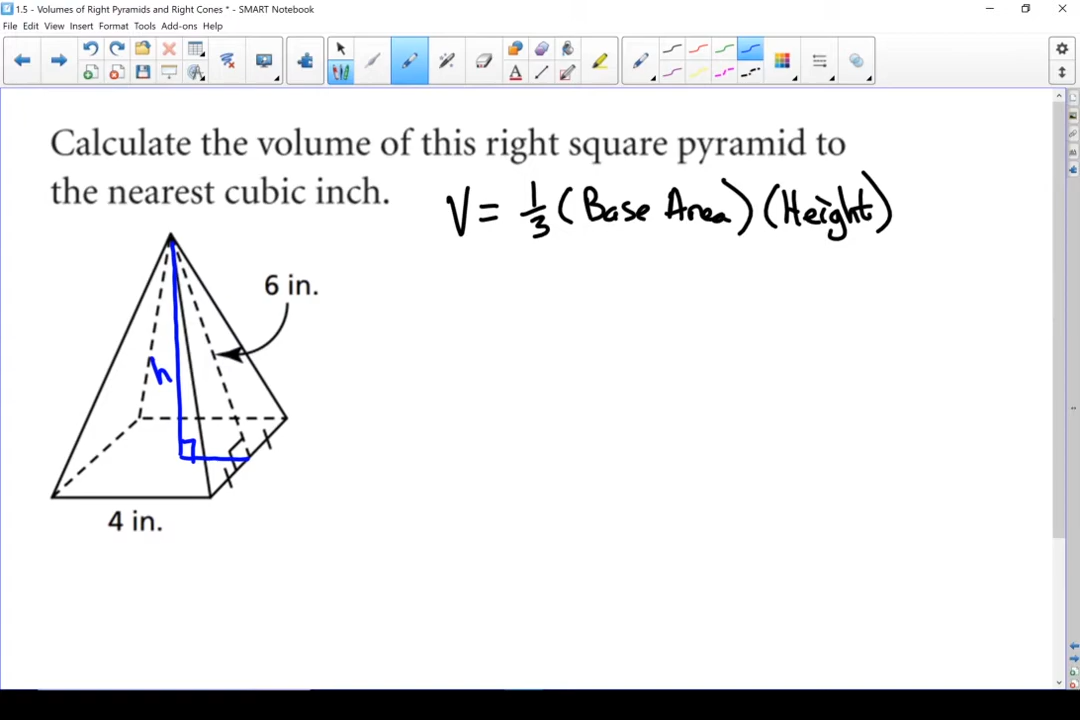 1.5 - Volumes of Right Pyramids and Right Cones * - SMART Notebook
File Edit View Insert Format Tools Add-ons Help
Calculate the volume of this right square pyramid to
the nearest cubic inch.
V = 1/3 (Base Area) (Height)
6 in.
h
4 in.